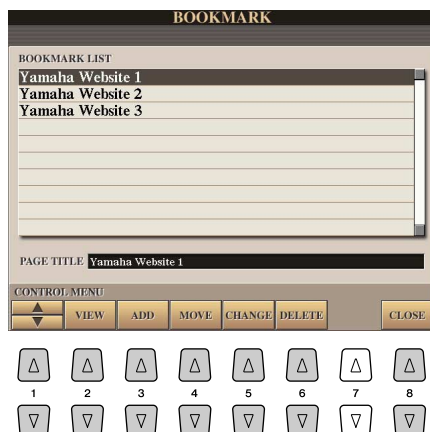 BOOKMARK
BOOKMARK LIST
Yamaha Website 1
Yamaha Website 2
Yamaha Website 3
PAGE TITLE Yamaha Website 1
CONTROL MENU
VIEW ADD MOVE CHANGE DELETE CLOSE
1 2 3 4 5 6 7 8